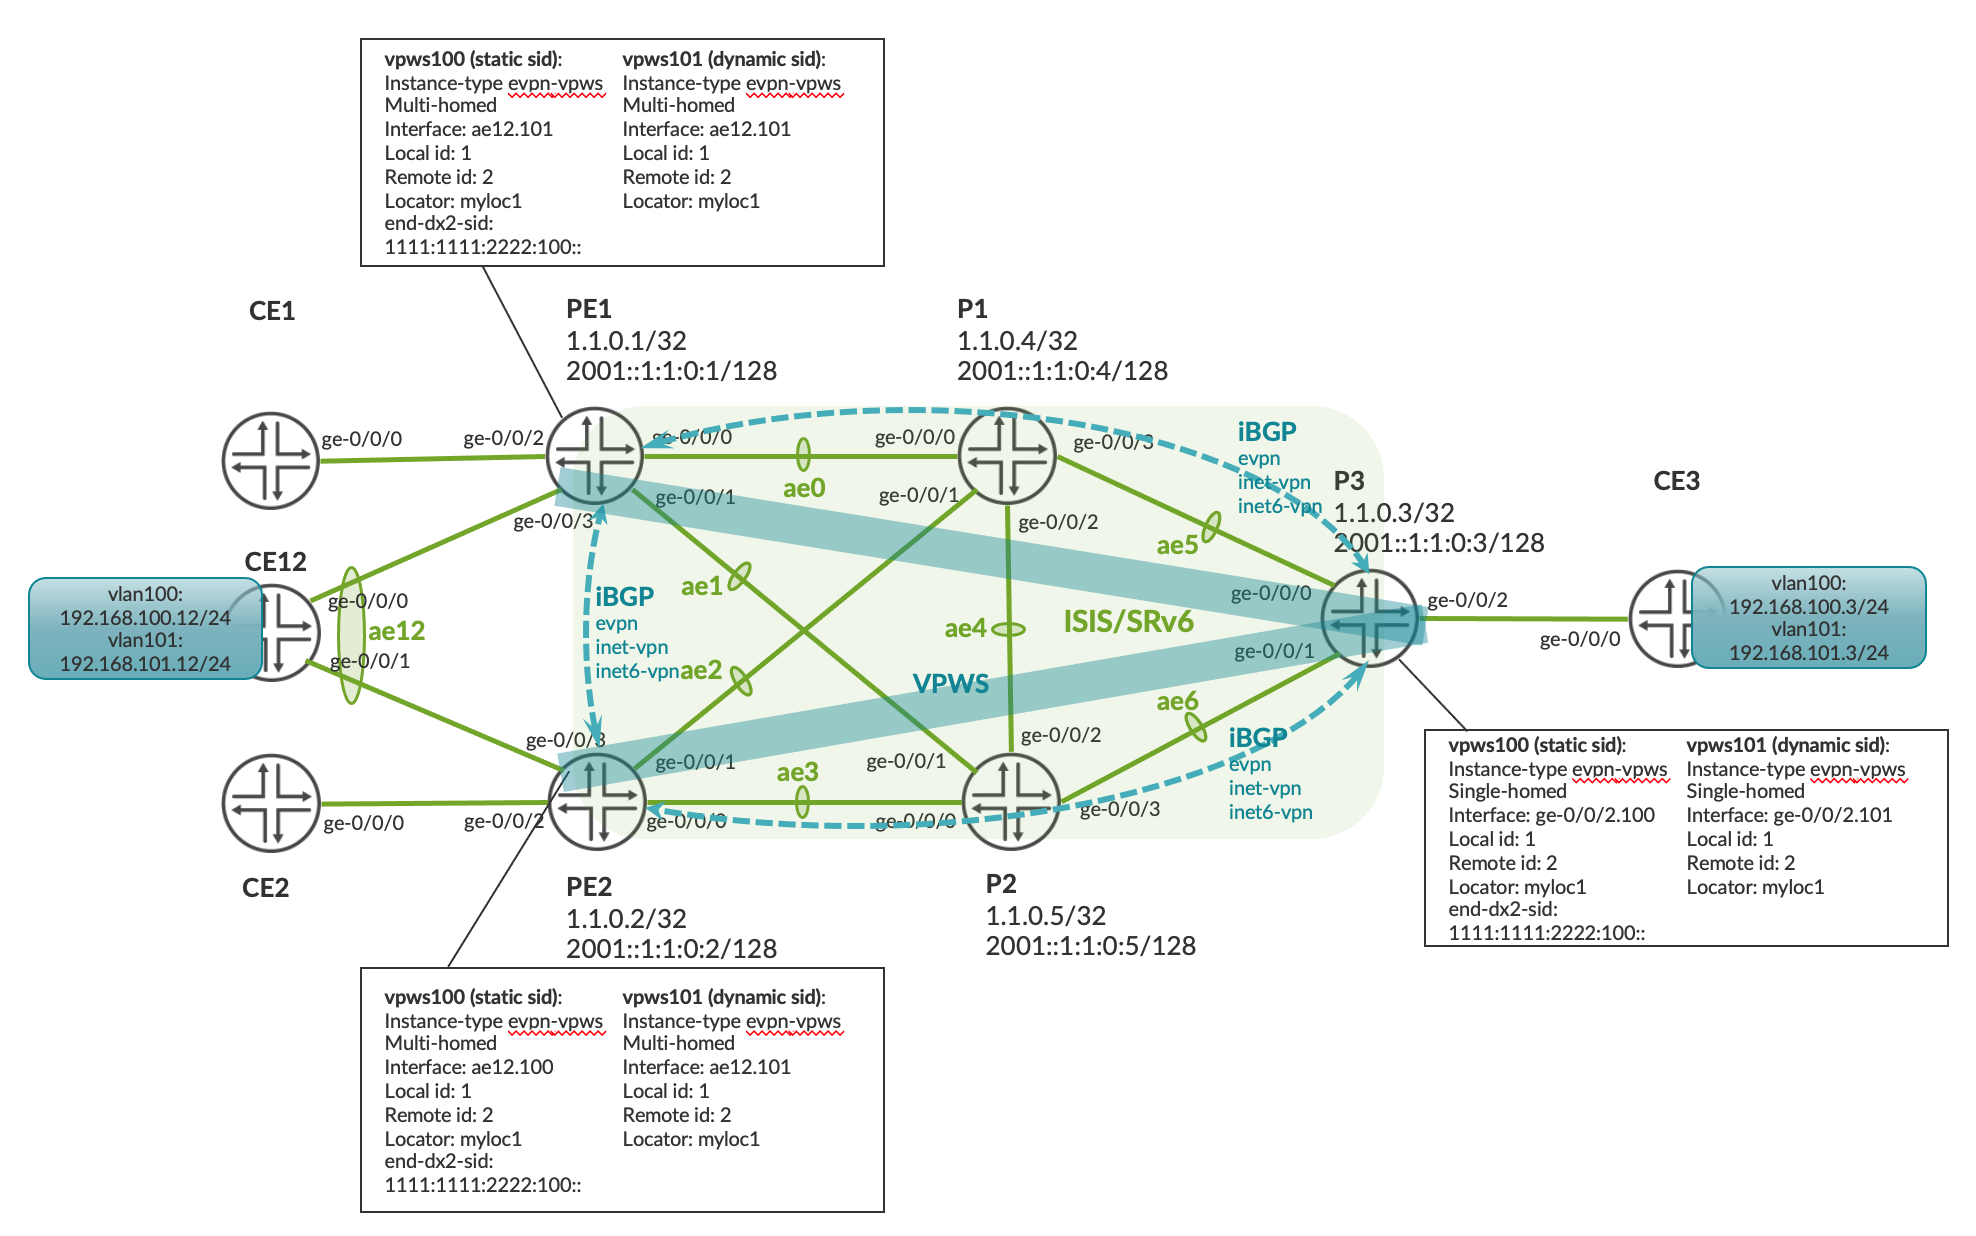 vpws100 (static sid):
Instance-type evpn-vpws
Multi-homed
Interface: ae12.101
Local id: 1
Remote id: 2
Locator: myloc1
end-dx2-sid:
1111:1111:2222:100::
vpws101 (dynamic sid):
Instance-type evpn-vpws
Multi-homed
Interface: ae12.101
Local id: 1
Remote id: 2
Locator: myloc1
CE1
PE1
1.1.0.1/32
2001::1:1:0:1/128
P1
1.1.0.4/32
2001::1:1:0:4/128
ge-0/0/0
ge-0/0/2
ge-0/0/0
ge-0/0/0
ge-0/0/3
ae0
ge-0/0/1
ge-0/0/1
ge-0/0/3
ge-0/0/2
iBGP
evpn
inet-vpn
inet6-vpn
P3
1.1.0.3/32
2001::1:1:0:3/128
CE3
ae5
CE12
vlan100:
192.168.100.12/24
vlan101:
192.168.101.12/24
ge-0/0/0
ae12
ge-0/0/1
ae1
iBGP
evpn
inet-vpn
inet6-vpn
ae2
ae4
ISIS/SRv6
VPWS
ge-0/0/0
ge-0/0/1
ge-0/0/2
ge-0/0/0
vlan100:
192.168.100.3/24
vlan101:
192.168.101.3/24
ae6
ge-0/0/3
ge-0/0/1
ae3
ge-0/0/1
ge-0/0/2
iBGP
evpn
inet-vpn
inet6-vpn
ge-0/0/0
ge-0/0/2
ge-0/0/0
ge-0/0/0
ge-0/0/3
CE2
PE2
1.1.0.2/32
2001::1:1:0:2/128
P2
1.1.0.5/32
2001::1:1:0:5/128
vpws100 (static sid):
Instance-type evpn-vpws
Single-homed
Interface: ge-0/0/2.100
Local id: 1
Remote id: 2
Locator: myloc1
end-dx2-sid:
1111:1111:2222:100::
vpws101 (dynamic sid):
Instance-type evpn-vpws
Single-homed
Interface: ge-0/0/2.101
Local id: 1
Remote id: 2
Locator: myloc1
vpws100 (static sid):
Instance-type evpn-vpws
Multi-homed
Interface: ae12.100
Local id: 1
Remote id: 2
Locator: myloc1
end-dx2-sid:
1111:1111:2222:100::
vpws101 (dynamic sid):
Instance-type evpn-vpws
Multi-homed
Interface: ae12.101
Local id: 1
Remote id: 2
Locator: myloc1